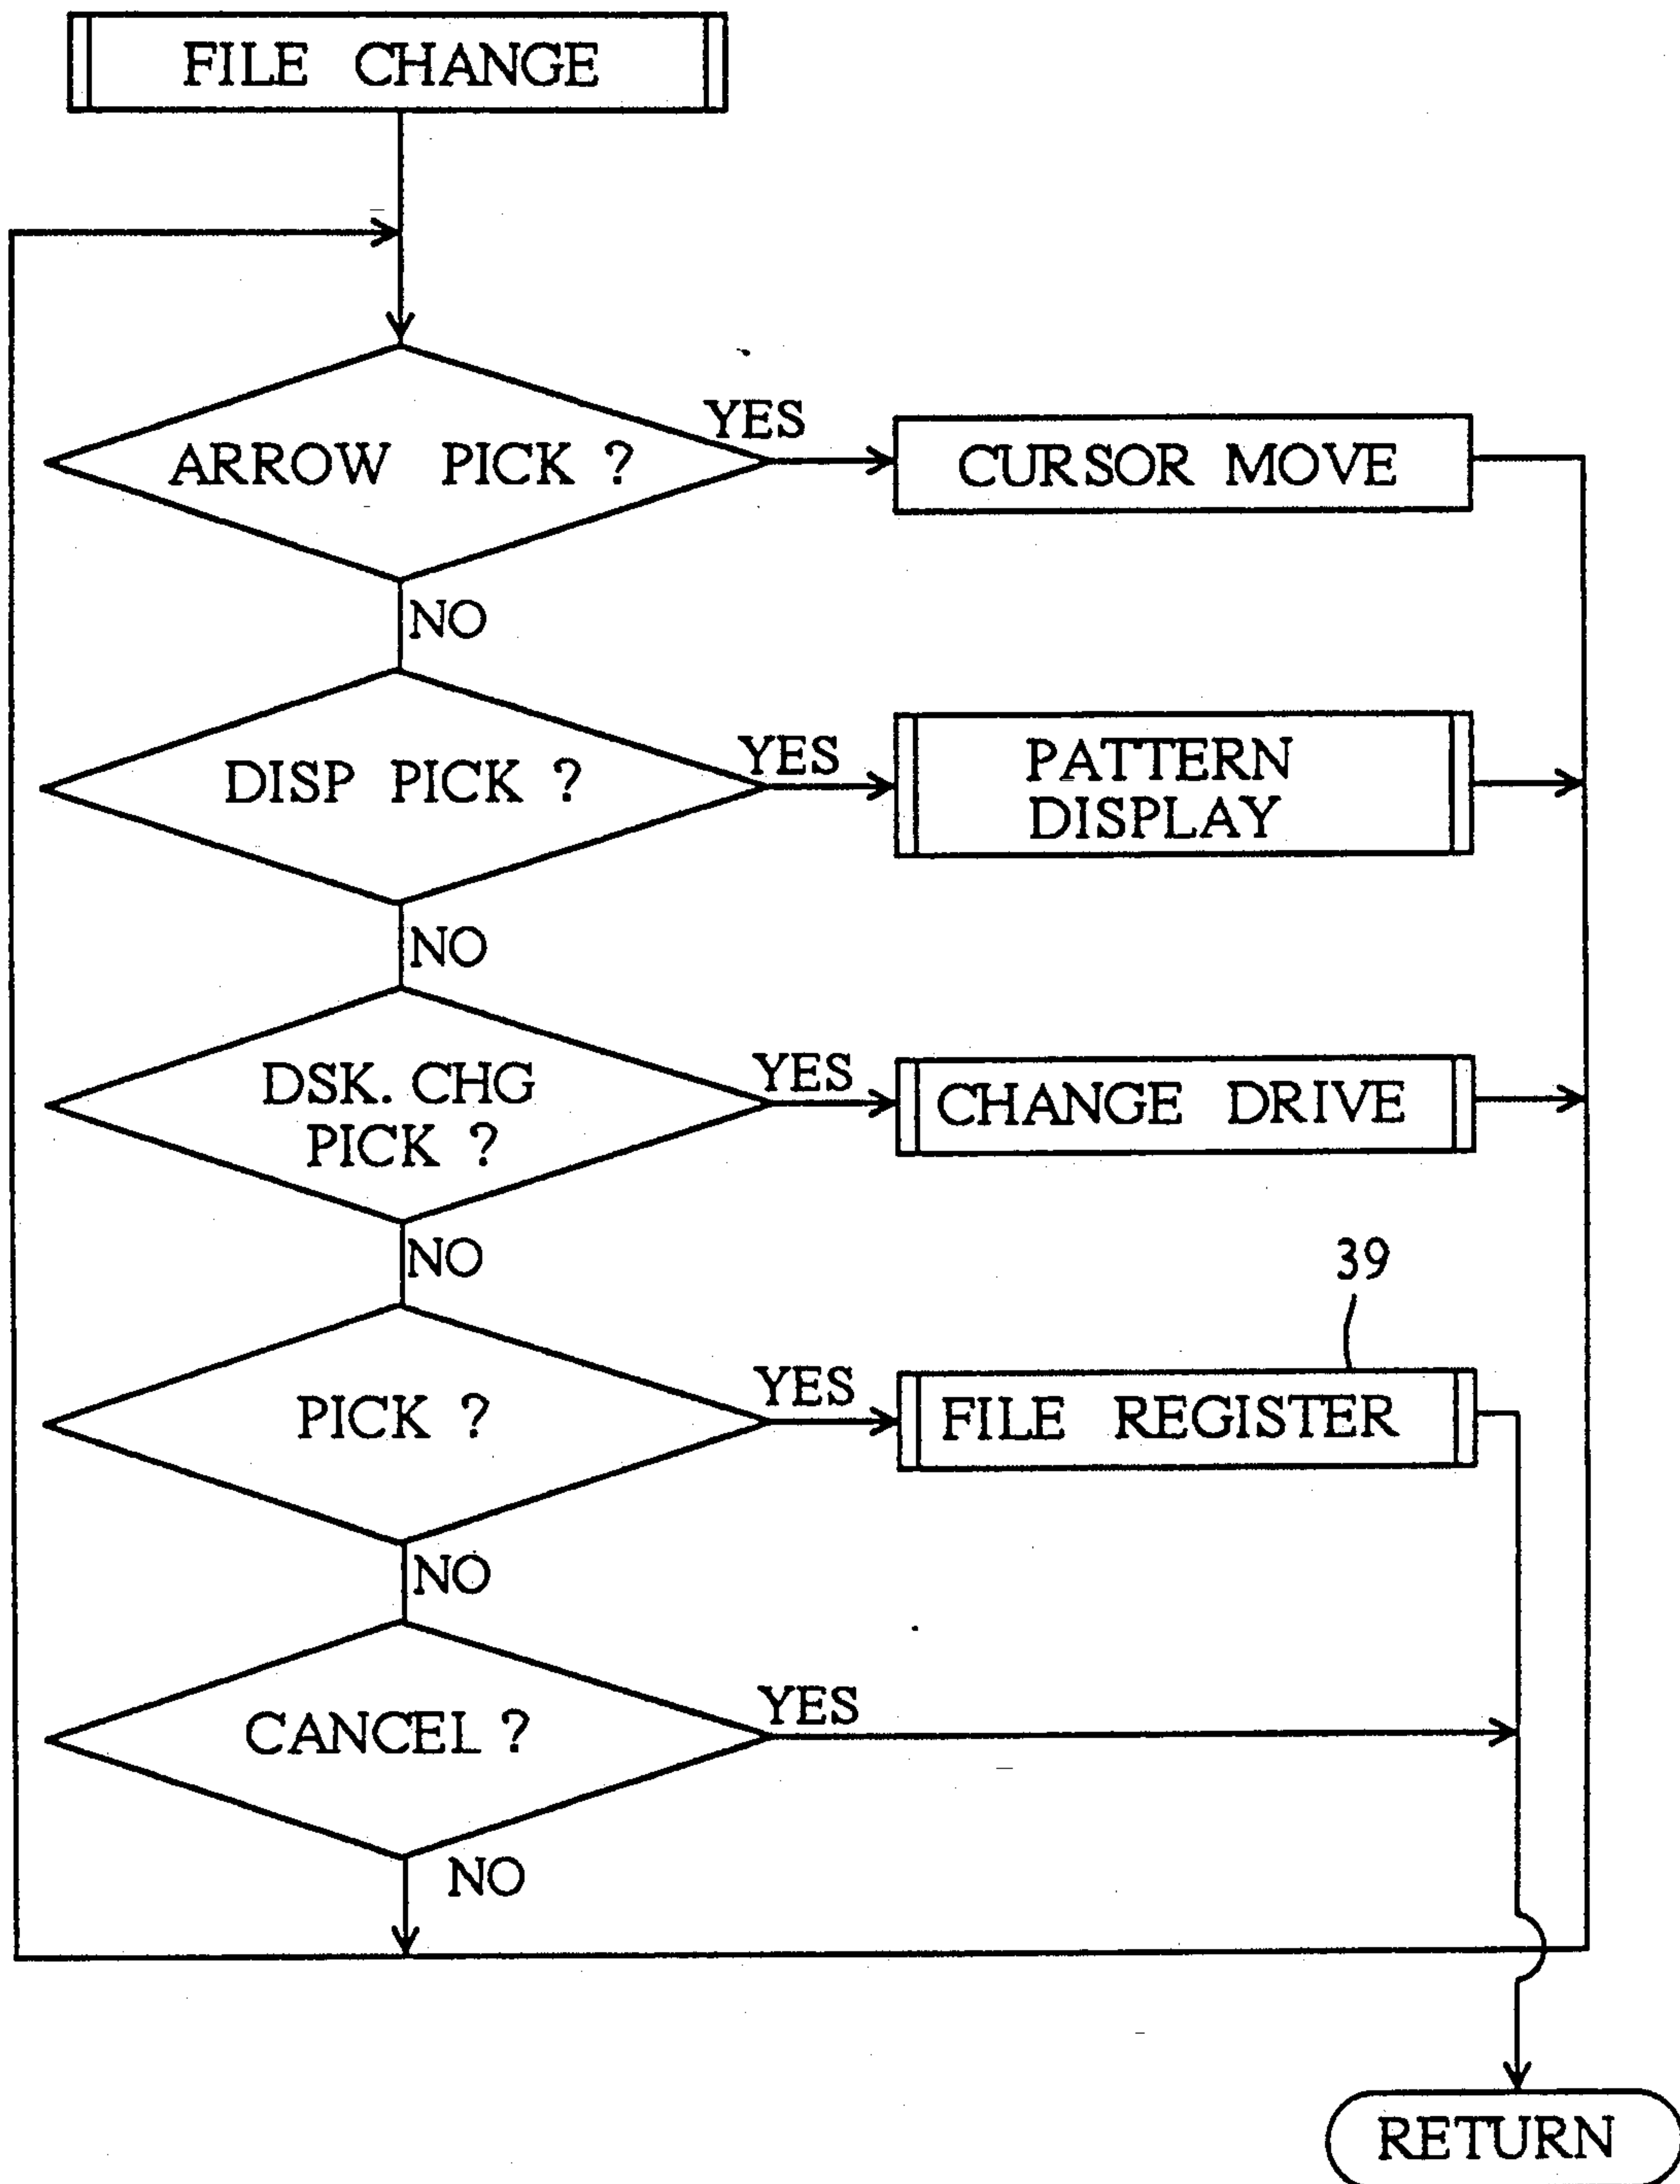 FILE CHANGE
ARROW PICK ?
YES
CURSOR MOVE
NO
DISP PICK ?
YES
PATTERN
DISPLAY
NO
DSK. CHG
PICK ?
YES
CHANGE DRIVE
NO
39
PICK ?
YES
FILE REGISTER
NO
CANCEL ?
YES
NO
RETURN